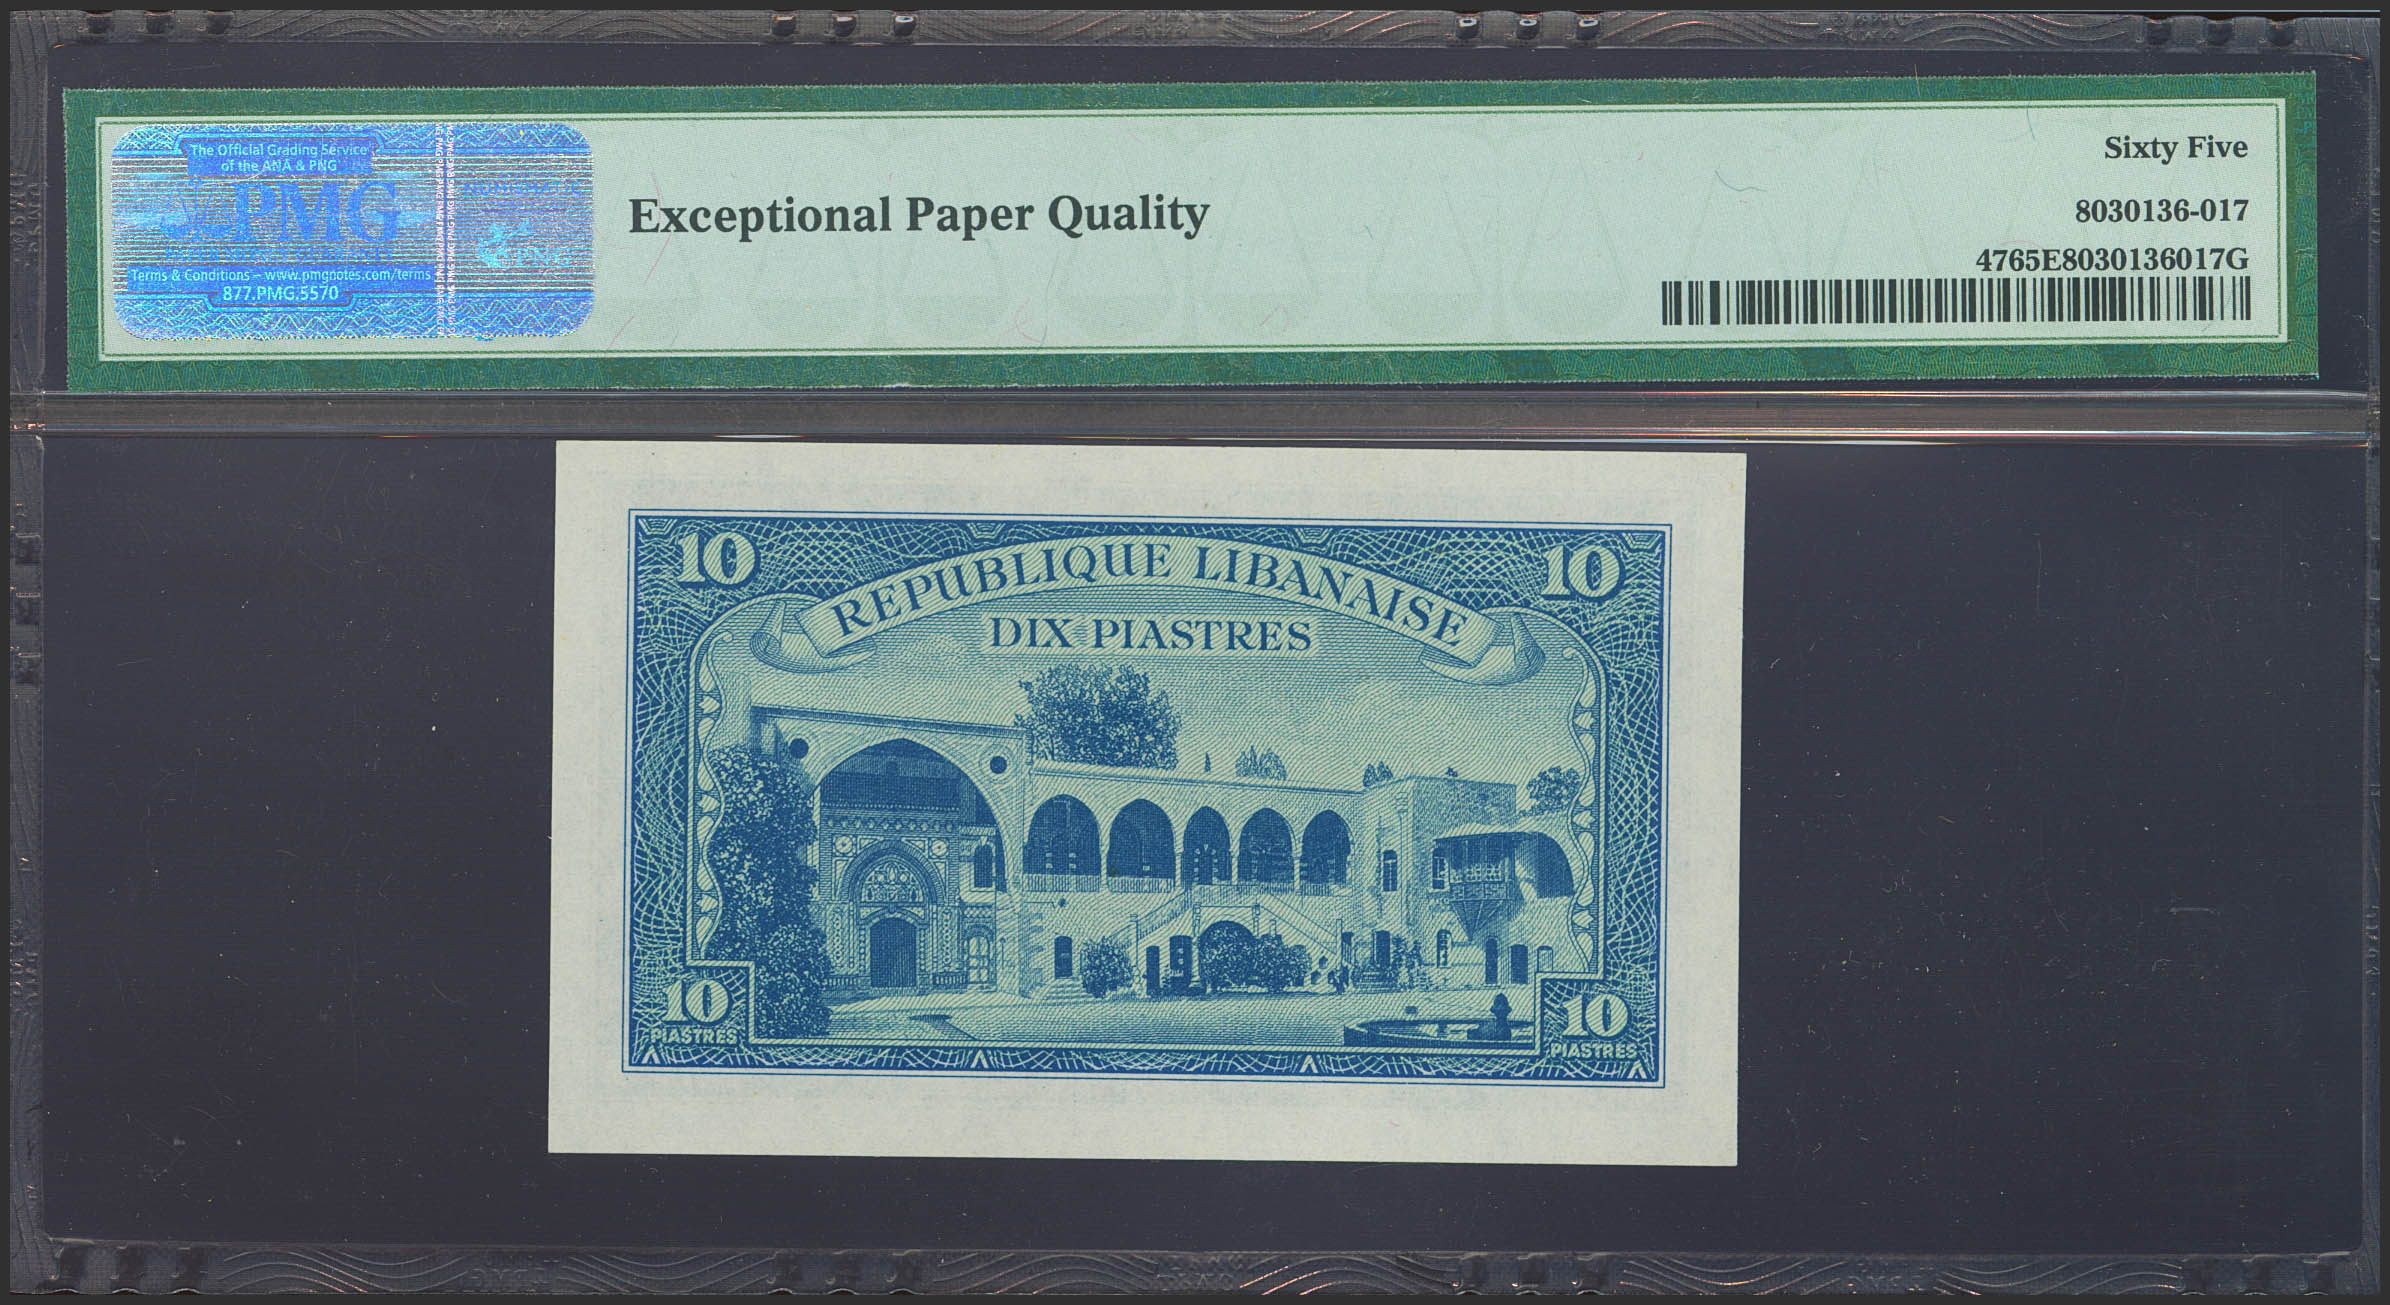 The Official Grading Service
of the ANA & PNG
PMG
NUMISMATIC
Terms & Conditions – www.pmgnotes.com/terms
877.PMG.5570
Exceptional Paper Quality
Sixty Five
8030136-017
4765E8030136017G
10 10
REPUBLIQUE LIBANAISE
DIX PIASTRES
10 10
PIASTRES PIASTRES